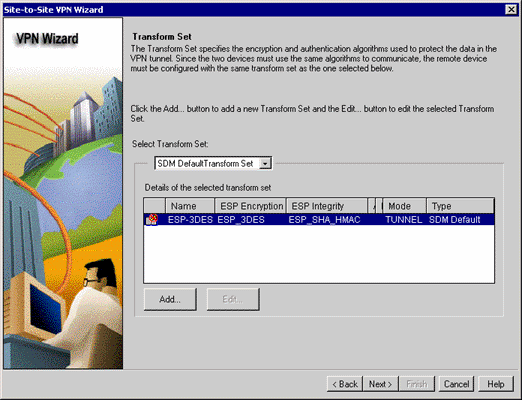 Site-to-Site VPN Wizard
VPN Wizard
Transform Set
The Transform Set specifies the encryption and authentication algorithms used to protect the data in the
VPN tunnel. Since the two devices must use the same algorithms to communicate, the remote device
must be configured with the same transform set as the one selected below.
Click the Add... button to add a new Transform Set and the Edit... button to edit the selected Transform
Set.
Select Transform Set:
SDM DefaultTransform Set
Details of the selected transform set
Name ESP Encryption ESP Integrity Mode Type
ESP-3DES ESP_3DES ESP_SHA_HMAC TUNNEL SDM Default
Add... Edit...
< Back Next > Finish Cancel Help